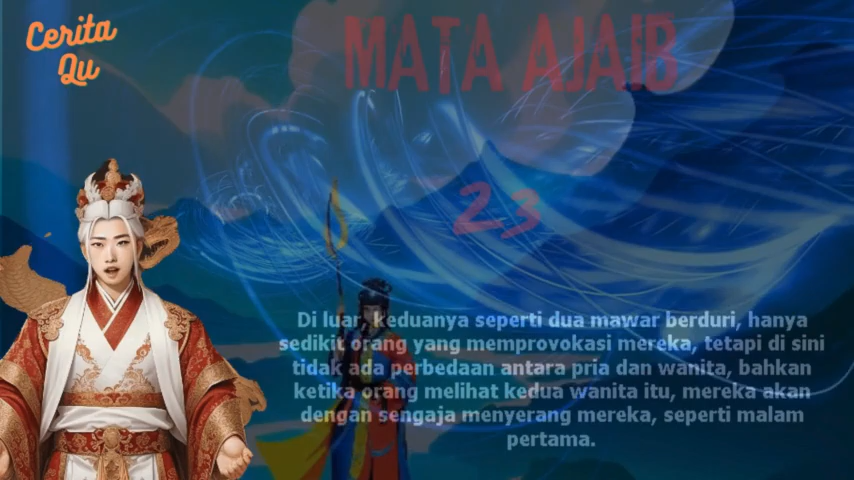 Cerita
Qu
MATA AJAIB
23
Di luar, keduanya seperti dua mawar berduri, hanya
sedikit orang yang memprovokasi mereka, tetapi di sini
tidak ada perbedaan antara pria dan wanita, bahkan
ketika orang melihat kedua wanita itu, mereka akan
dengan sengaja menyerang mereka, seperti malam
pertama.